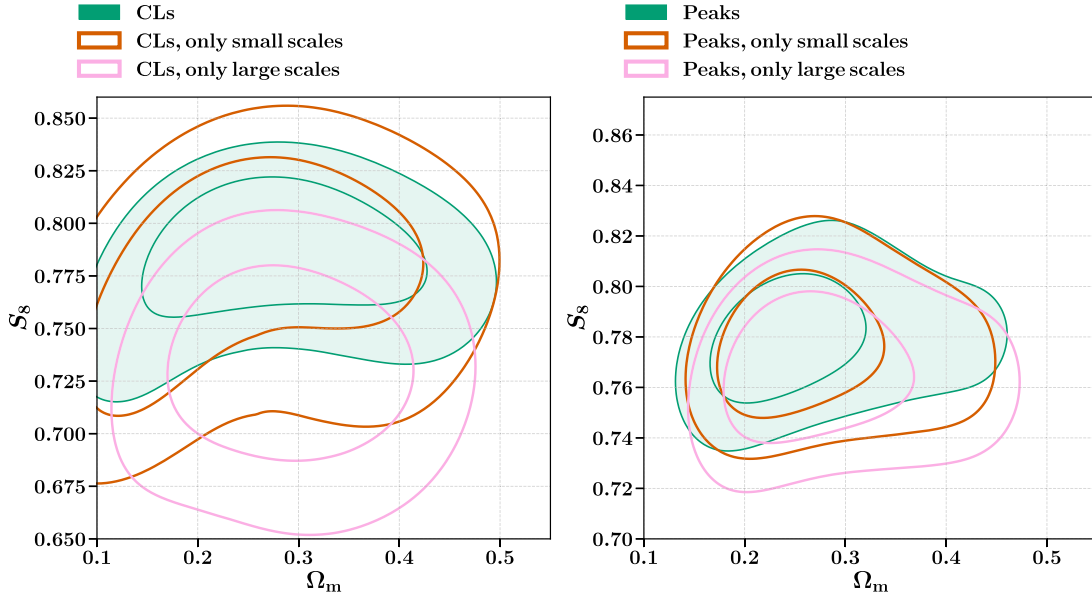 CLs
CLs, only small scales
CLs, only large scales
0.850
0.825
0.800
0.775
0.750
0.725
0.700
0.675
0.650
S8
0.1 0.2 0.3 0.4 0.5
Ωm
Peaks
Peaks, only small scales
Peaks, only large scales
0.86
0.84
0.82
0.80
0.78
0.76
0.74
0.72
0.70
S8
0.1 0.2 0.3 0.4 0.5
Ωm